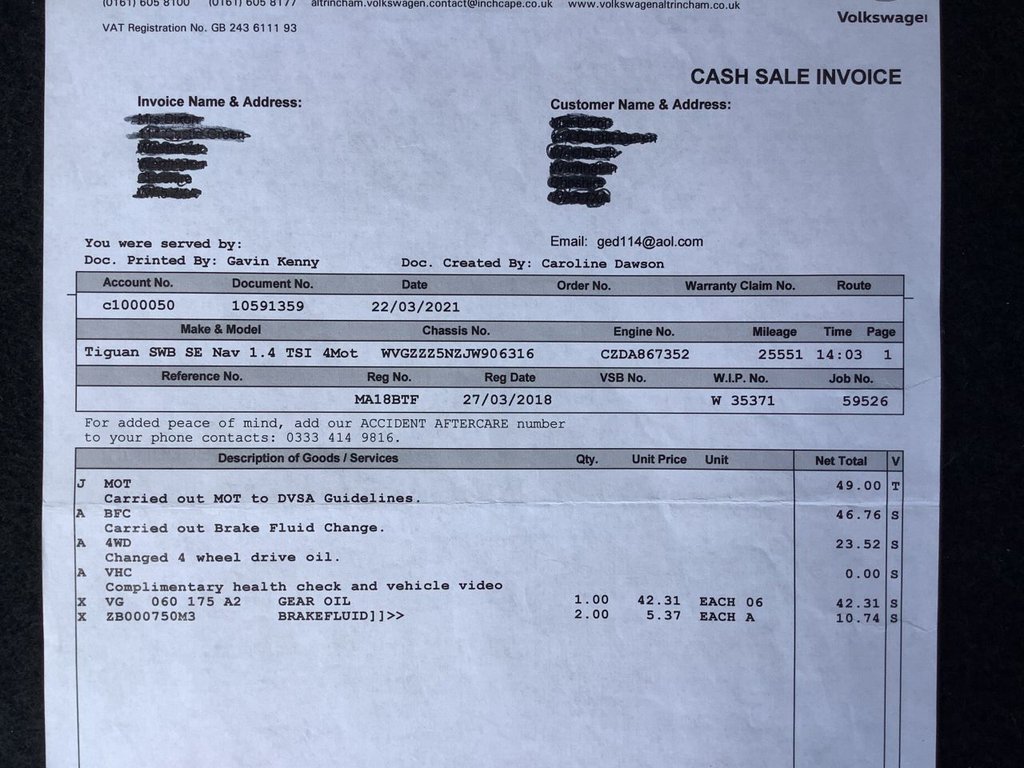 (0161) 605 8100 (0161) 605 8177 altrincham.volkswagen.contact@inchcape.co.uk www.volkswagenaltrincham.co.uk
VAT Registation No. GB 243 6111 93
Volkswagen
CASH SALE INVOICE
Invoice Name & Address:
Customer Name & Address:
You were served by:
Email: ged114@aol.com
Doc. Printed By: Gavin Kenny Doc. Created By: Caroline Dawson
Account No. Document No. Date Order No. Warranty Claim No. Route
c1000050 10591359 22/03/2021
Make & Model Chassis No. Engine No. Mileage Time Page
Tiguan SWB SE Nav 1.4 TSI 4Mot WVGZZZ5NZJW906316 CZDA867352 25551 14:03 1
Reference No. Reg No. Reg Date VSB No. W.I.P. No. Job No.
MA18BTF 27/03/2018 W 35371 59526
For added peace of mind, add our ACCIDENT AFTERCARE number
to your phone contacts: 0333 414 9816.
Description of Goods / Services Qty. Unit Price Unit Net Total V
J MOT 49.00 T
Carried out MOT to DVSA Guidelines.
A BFC 46.76 S
Carried out Brake Fluid Change.
A 4WD 23.52 S
Changed 4 wheel drive oil.
A VHC 0.00 S
Complimentary health check and vehicle video
X VG 060 175 A2 GEAR OIL 1.00 42.31 EACH 06 42.31 S
X ZB000750M3 BRAKEFLUID]]>> 2.00 5.37 EACH A 10.74 S